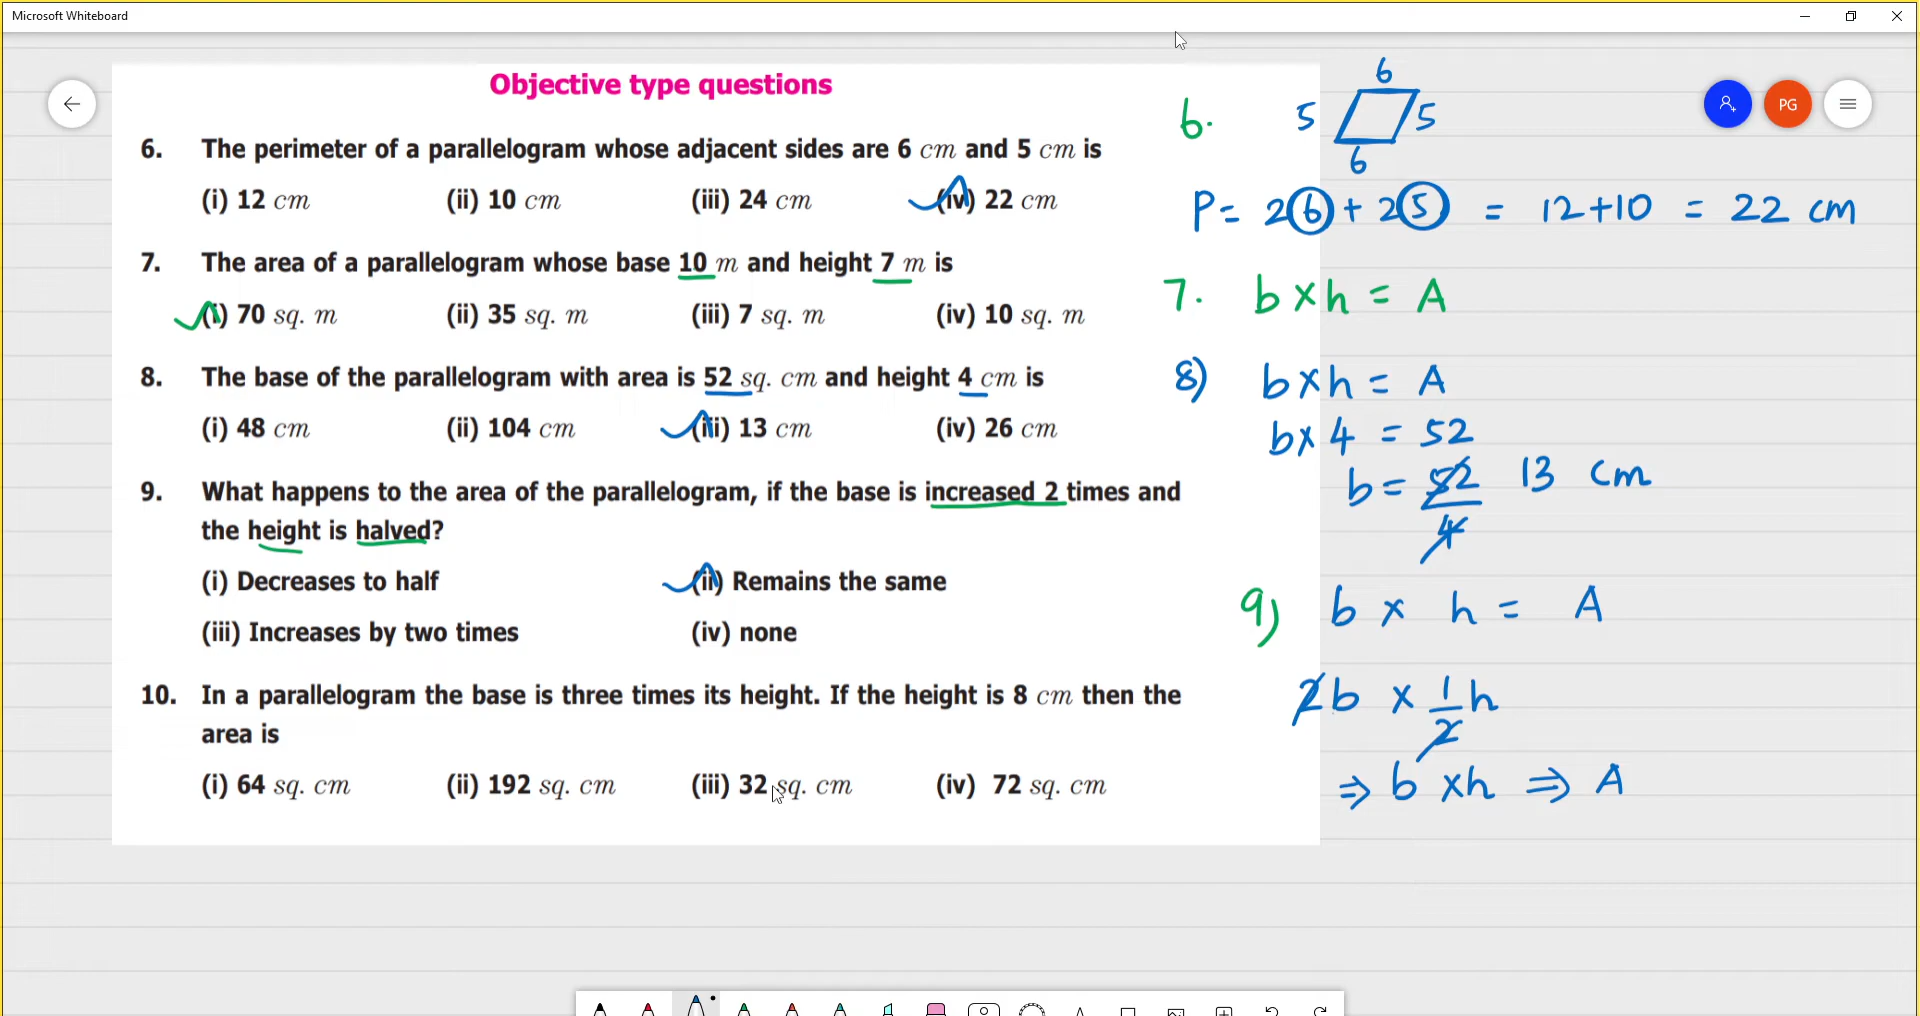 Microsoft Whiteboard
Objective type questions
6. The perimeter of a parallelogram whose adjacent sides are 6 cm and 5 cm is
(i) 12 cm (ii) 10 cm (iii) 24 cm (iv) 22 cm
7. The area of a parallelogram whose base 10 m and height 7 m is
(i) 70 sq. m (ii) 35 sq. m (iii) 7 sq. m (iv) 10 sq. m
8. The base of the parallelogram with area is 52 sq. cm and height 4 cm is
(i) 48 cm (ii) 104 cm (iii) 13 cm (iv) 26 cm
9. What happens to the area of the parallelogram, if the base is increased 2 times and
the height is halved?
(i) Decreases to half (ii) Remains the same
(iii) Increases by two times (iv) none
10. In a parallelogram the base is three times its height. If the height is 8 cm then the
area is
(i) 64 sq. cm (ii) 192 sq. cm (iii) 32 sq. cm (iv) 72 sq. cm
6
6. 5 5
6
P = 2(6) + 2(5) = 12+10 = 22 cm
7. b×h = A
8) b×h = A
b× 4 = 52
b = 52/4 13 cm
9) b × h = A
2b × 1/2 h
⇒ b ×h ⇒ A
PG